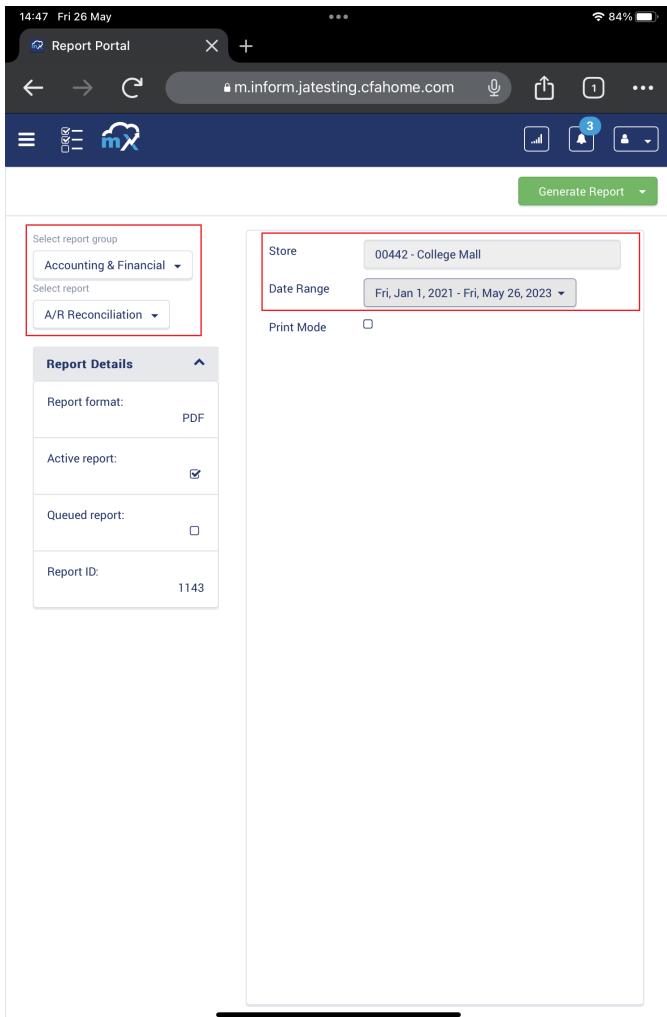 14:47 Fri 26 May
84%
Report Portal
m.inform.jatesting.cfahome.com
1
mx
3
Generate Report
Select report group
Accounting & Financial
Select report
A/R Reconciliation
Report Details
Report format:
PDF
Active report:
Queued report:
Report ID:
1143
Store
00442 - College Mall
Date Range
Fri, Jan 1, 2021 - Fri, May 26, 2023
Print Mode